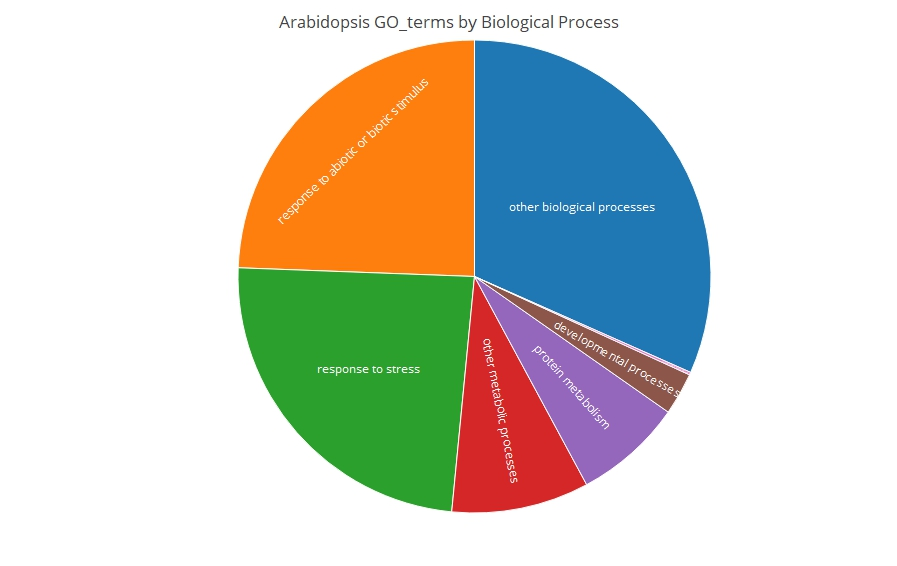 Arabidopsis GO_terms by Biological Process
response to abiotic or biotic stimulus
other biological processes
developmental processes
protein metabolism
other metabolic processes
response to stress